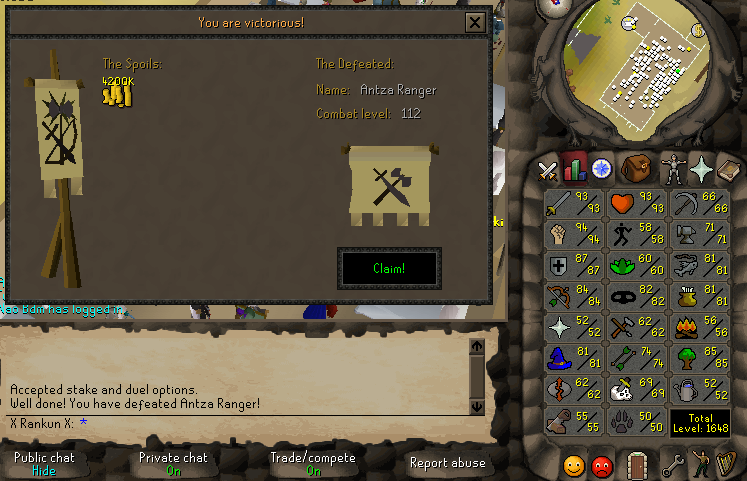 You are victorious!
The Spoils:
4200K
The Defeated:
Name: Antza Ranger
Combat level: 112
Claim!
Bdm has logged in.
Accepted stake and duel options.
Well done! You have defeated Antza Ranger!
X Rankun X: *
Public chat
Hide
Private chat
On
Trade/compete
On
Report abuse
93/93 93/93 66/66
94/94 58/58 71/71
87/87 60/60 81/81
84/84 82/82 81/81
52/52 62/62 56/56
81/81 74/74 85/85
62/62 69/69 52/52
55/55 50/50
Total
Level: 1648